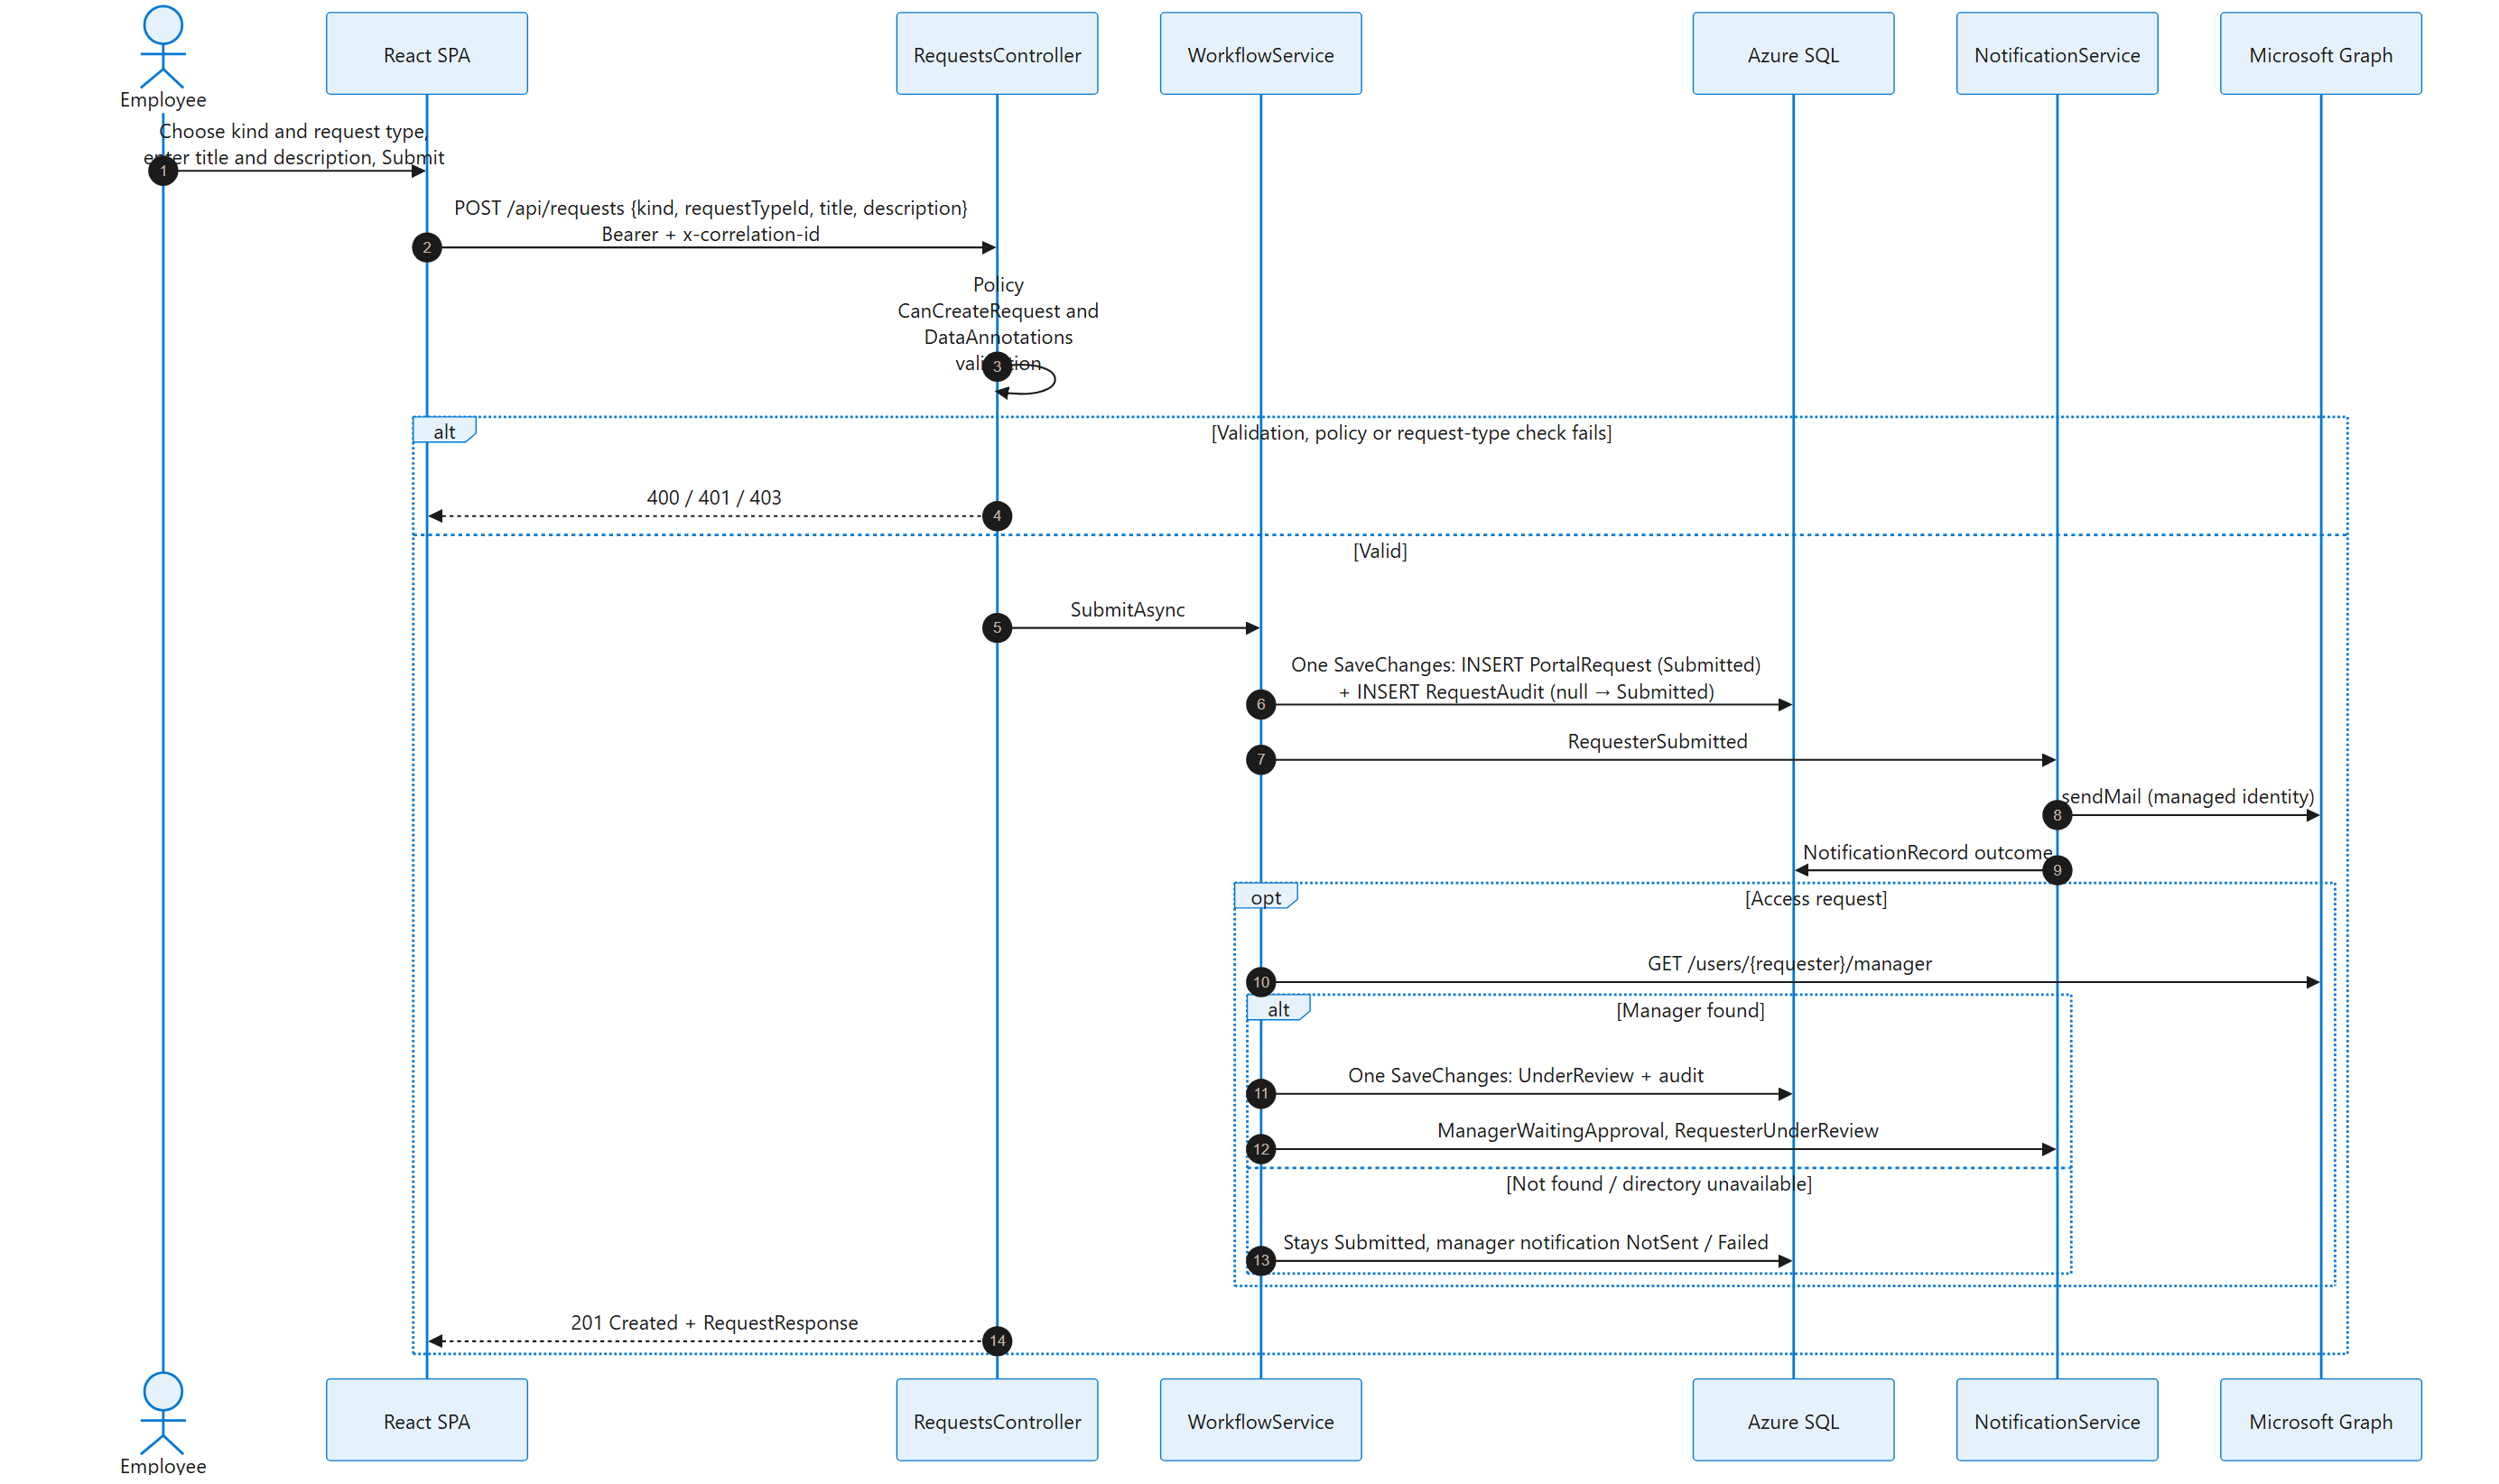 Employee
React SPA
RequestsController
WorkflowService
Azure SQL
NotificationService
Microsoft Graph
Choose kind and request type,
enter title and description, Submit
1
POST /api/requests {kind, requestTypeId, title, description}
Bearer + x-correlation-id
2
Policy
CanCreateRequest and
DataAnnotations
validation
3
alt
[Validation, policy or request-type check fails]
400 / 401 / 403
4
[Valid]
SubmitAsync
5
One SaveChanges: INSERT PortalRequest (Submitted)
+ INSERT RequestAudit (null → Submitted)
6
RequesterSubmitted
7
sendMail (managed identity)
8
NotificationRecord outcome
9
opt
[Access request]
GET /users/{requester}/manager
10
alt
[Manager found]
One SaveChanges: UnderReview + audit
11
ManagerWaitingApproval, RequesterUnderReview
12
[Not found / directory unavailable]
Stays Submitted, manager notification NotSent / Failed
13
201 Created + RequestResponse
14
React SPA
RequestsController
WorkflowService
Azure SQL
NotificationService
Microsoft Graph
Employee